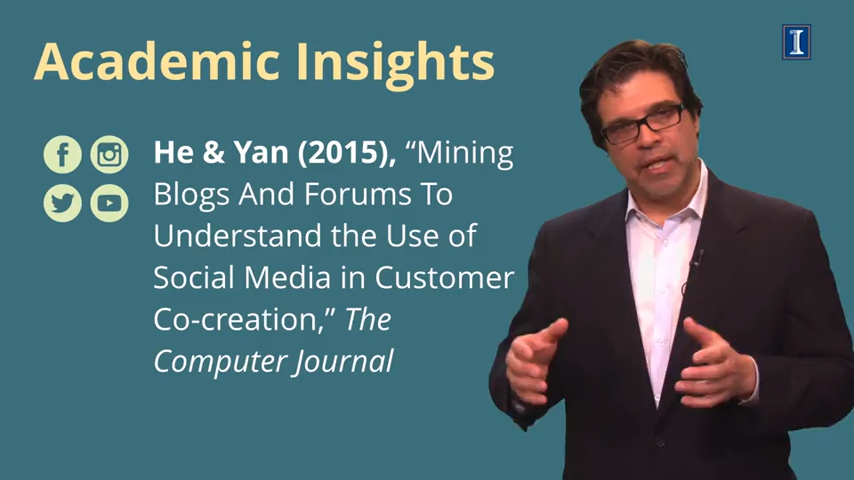 Academic Insights
He & Yan (2015), “Mining
Blogs And Forums To
Understand the Use of
Social Media in Customer
Co-creation,” The
Computer Journal